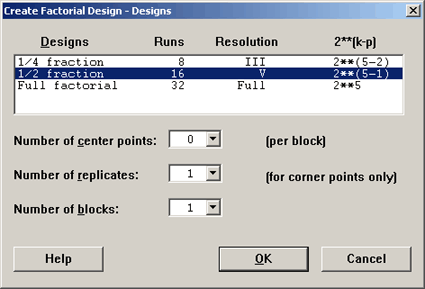 Create Factorial Design - Designs
Designs Runs Resolution 2**(k-p)
1/4 fraction 8 III 2**(5-2)
1/2 fraction 16 V 2**(5-1)
Full factorial 32 Full 2**5
Number of center points: 0 (per block)
Number of replicates: 1 (for corner points only)
Number of blocks: 1
Help OK Cancel